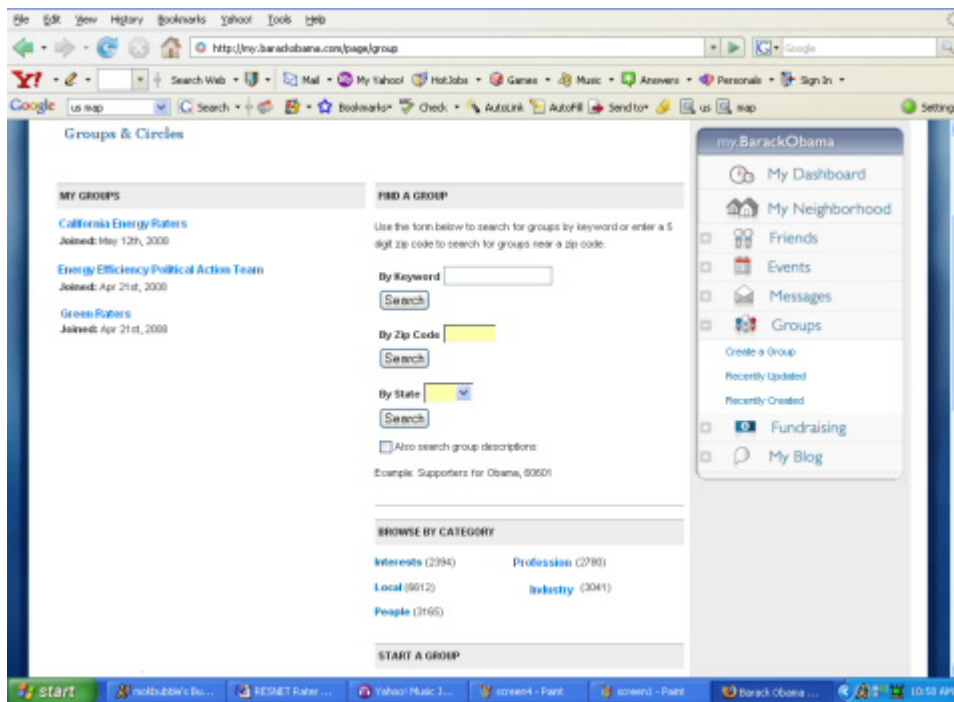 File Edit View History Bookmarks Yahoo! Tools Help
http://my.barackobama.com/page/group
Google
Y! Search Web Mail My Yahoo! HotJobs Games Music Answers Personals Sign In
Google us map Search Bookmarks Check AutoLink AutoFill Send to us map Setting
Groups & Circles
MY GROUPS
California Energy Raters
Joined: May 12th, 2008
Energy Efficiency Political Action Team
Joined: Apr 21st, 2008
Green Raters
Joined: Apr 21st, 2008
FIND A GROUP
Use the form below to search for groups by keyword or enter a 5
digit zip code to search for groups near a zip code.
By Keyword
Search
By Zip Code
Search
By State
Search
Also search group descriptions
Example: Supporters for Obama, 60601
BROWSE BY CATEGORY
Interests (2394) Profession (2780)
Local (6612) Industry (3041)
People (3165)
START A GROUP
my.BarackObama
My Dashboard
My Neighborhood
Friends
Events
Messages
Groups
Create a Group
Recently Updated
Recently Created
Fundraising
My Blog
start RESNET Rater ... Yahoo! Music J... screen4 - Paint screen1 - Paint Barack Obama ... 10:58 AM